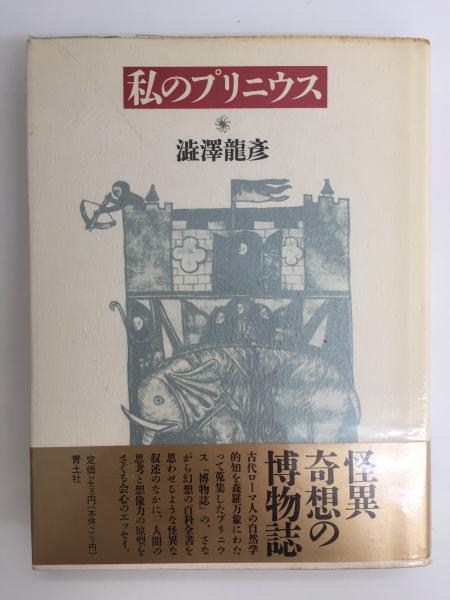 私のプリニウス
澁澤龍彥
怪異
奇想の
博物誌
古代ローマ人の自然学
的知を森羅万象にわた
って蒐集したプリニウ
ス『博物誌』の、さな
がら幻想の百科全書を
思わせるような怪異な
叙述のなかに、人間の
思考と想像力の原型を
さぐる会心のエッセイ。
青土社